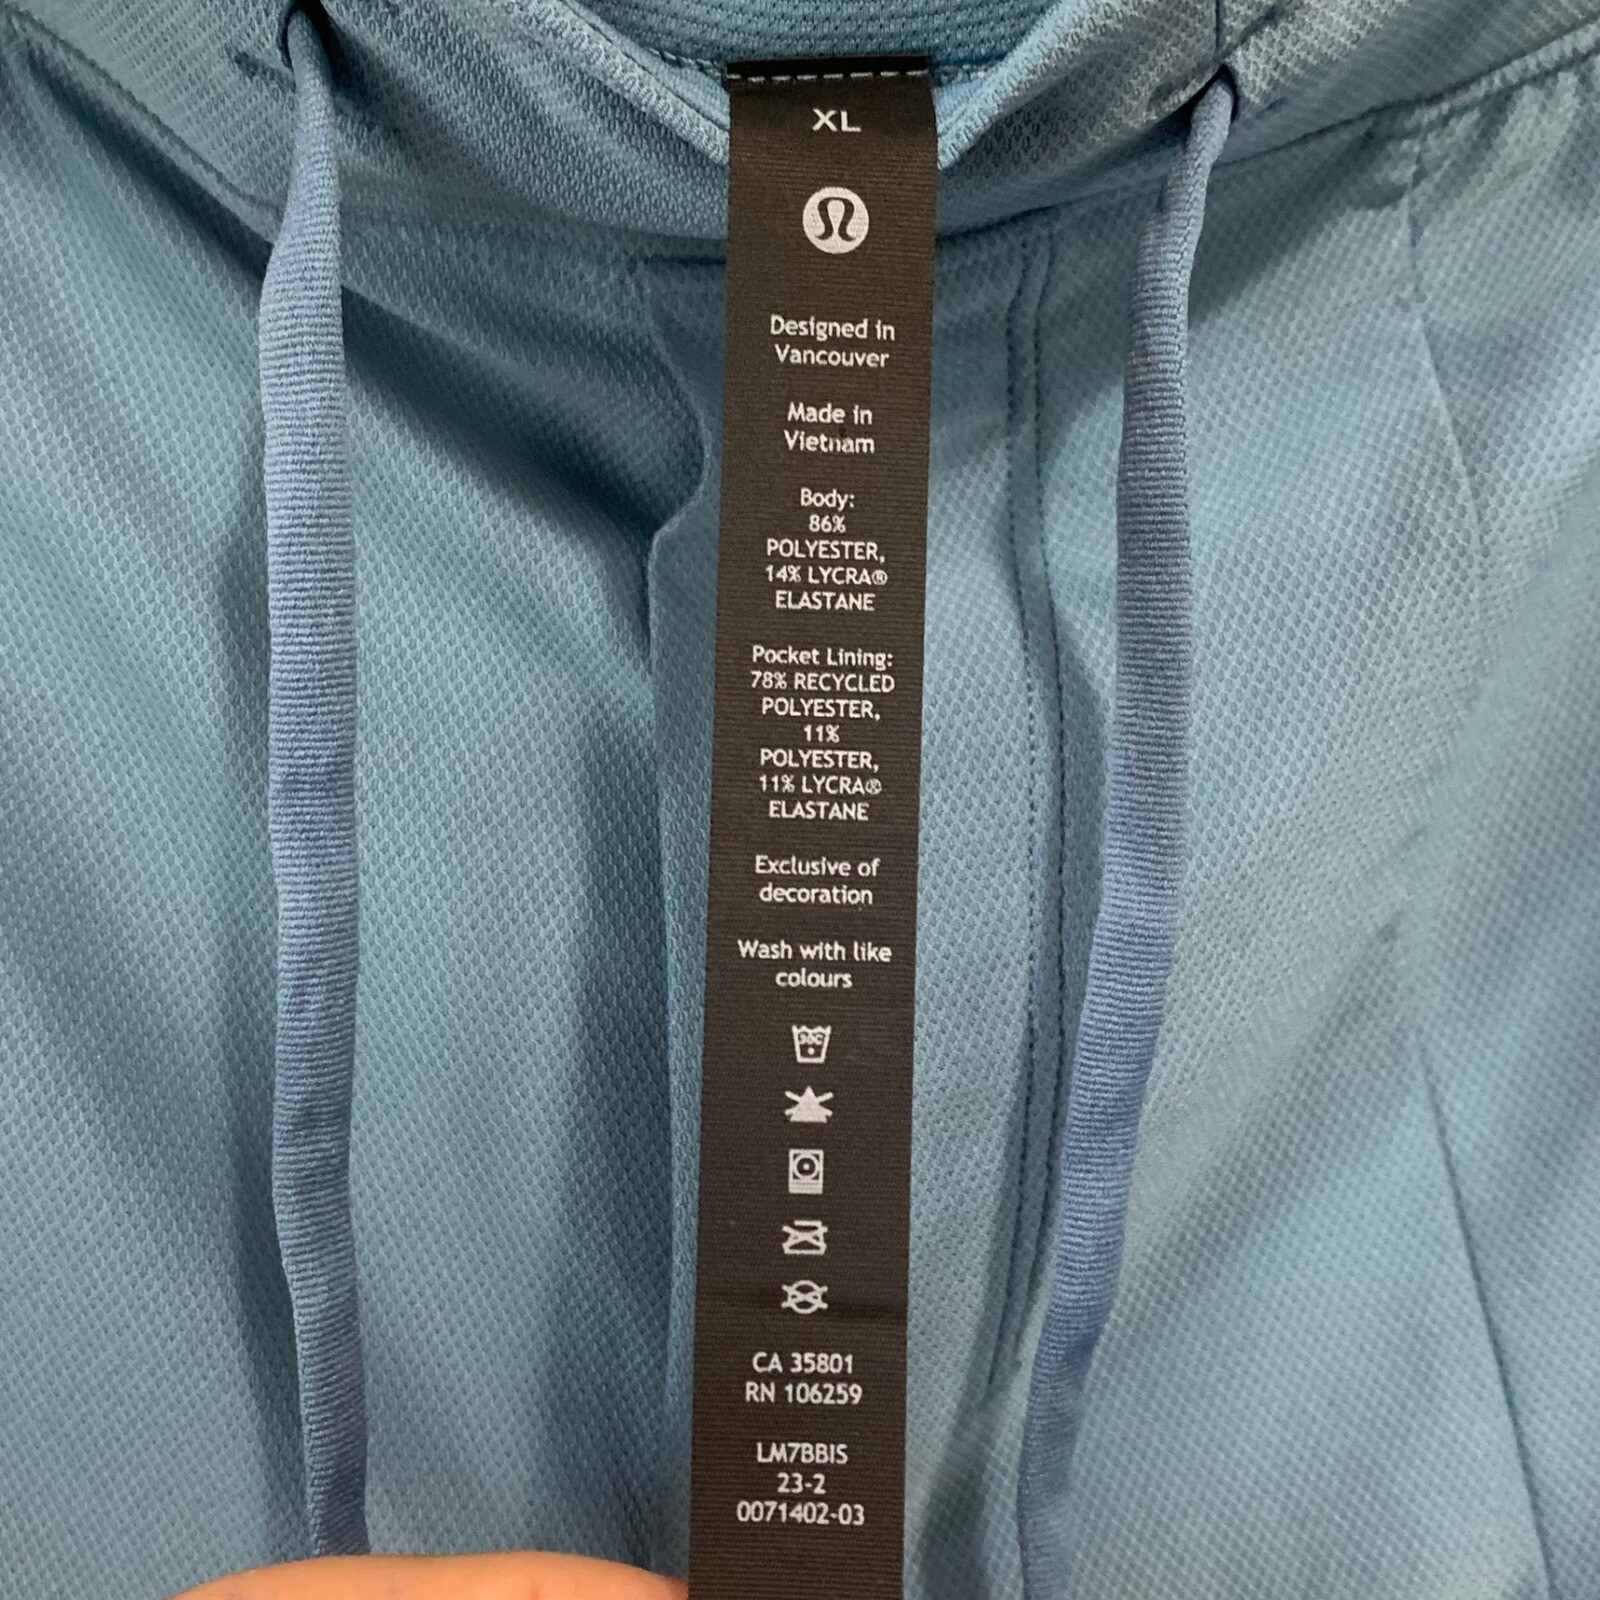 XL
Designed in
Vancouver
Made in
Vietnam
Body:
86%
POLYESTER,
14% LYCRA®
ELASTANE
Pocket Lining:
78% RECYCLED
POLYESTER,
11%
POLYESTER,
11% LYCRA®
ELASTANE
Exclusive of
decoration
Wash with like
colours
30C
CA 35801
RN 106259
LM7BBIS
23-2
0071402-03